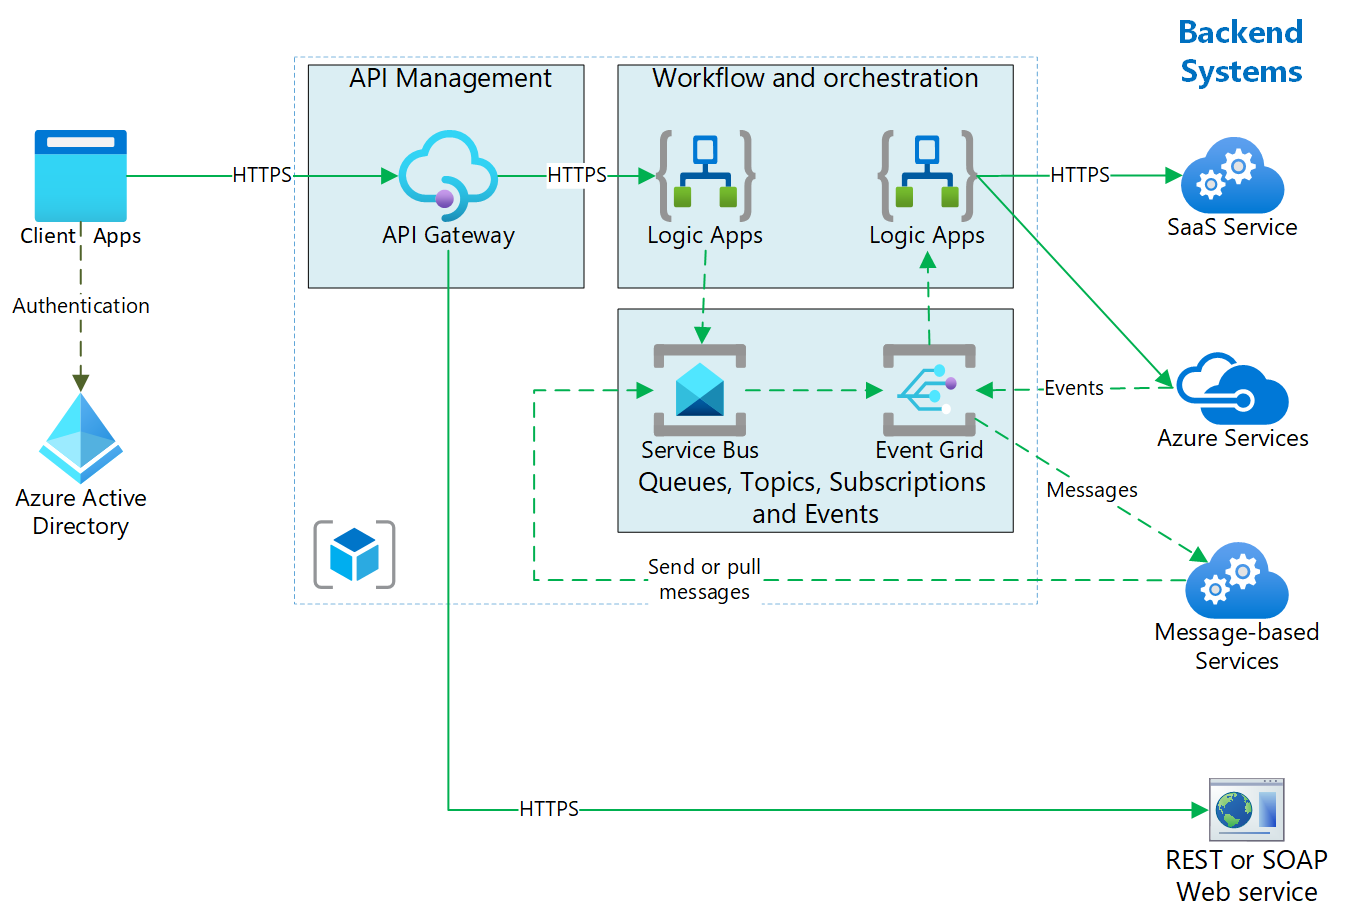 Backend
Systems
API Management
Workflow and orchestration
HTTPS
HTTPS
HTTPS
Client Apps
API Gateway
Logic Apps
Logic Apps
SaaS Service
Authentication
Events
Azure Services
Service Bus
Event Grid
Queues, Topics, Subscriptions
and Events
Messages
Azure Active
Directory
Send or pull
messages
Message-based
Services
HTTPS
REST or SOAP
Web service